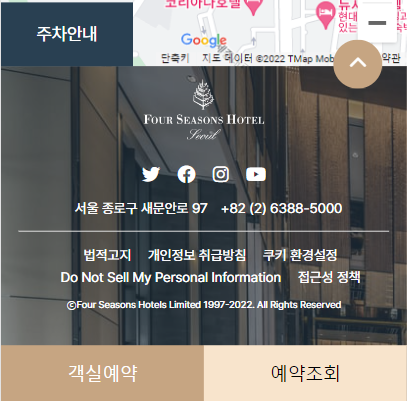 주차안내
코리아나호텔
Google
단축키 지도 데이터 ©2022 TMap Mob 약관
FOUR SEASONS HOTEL
Seoul
서울 종로구 새문안로 97 +82 (2) 6388-5000
법적고지 개인정보 취급방침 쿠키 환경설정
Do Not Sell My Personal Information 접근성 정책
©Four Seasons Hotels Limited 1997-2022. All Rights Reserved
객실예약 예약조회